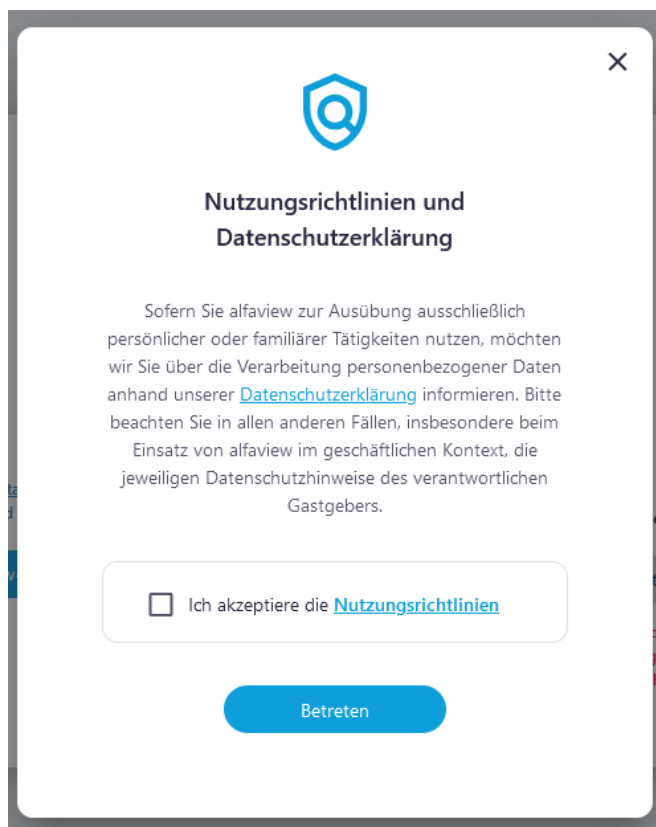 Nutzungsrichtlinien und
Datenschutzerklärung
Sofern Sie alfaview zur Ausübung ausschließlich
persönlicher oder familiärer Tätigkeiten nutzen, möchten
wir Sie über die Verarbeitung personenbezogener Daten
anhand unserer Datenschutzerklärung informieren. Bitte
beachten Sie in allen anderen Fällen, insbesondere beim
Einsatz von alfaview im geschäftlichen Kontext, die
jeweiligen Datenschutzhinweise des verantwortlichen
Gastgebers.
Ich akzeptiere die Nutzungsrichtlinien
Betreten